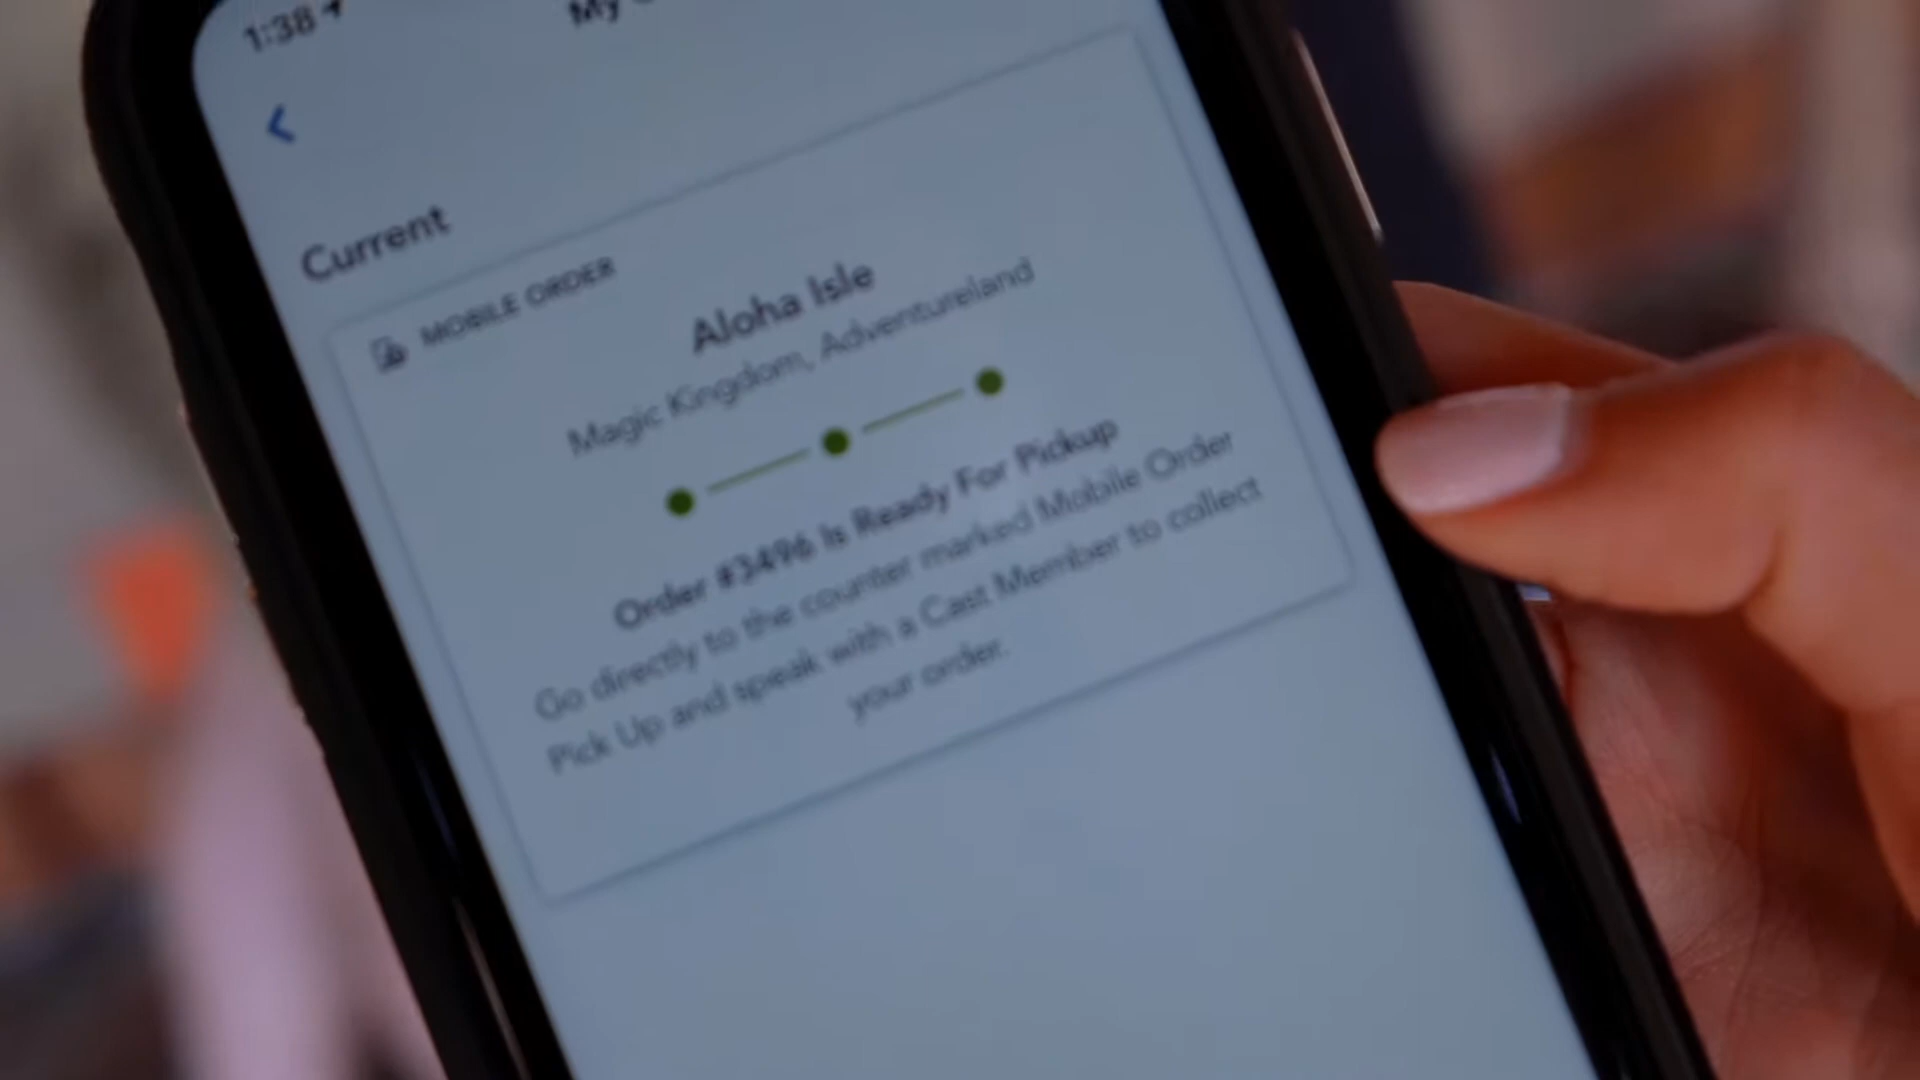 1:38
My
Current
MOBILE ORDER
Aloha Isle
Magic Kingdom, Adventureland
Order #3496 Is Ready For Pickup
Go directly to the counter marked Mobile Order
Pick Up and speak with a Cast Member to collect
your order.